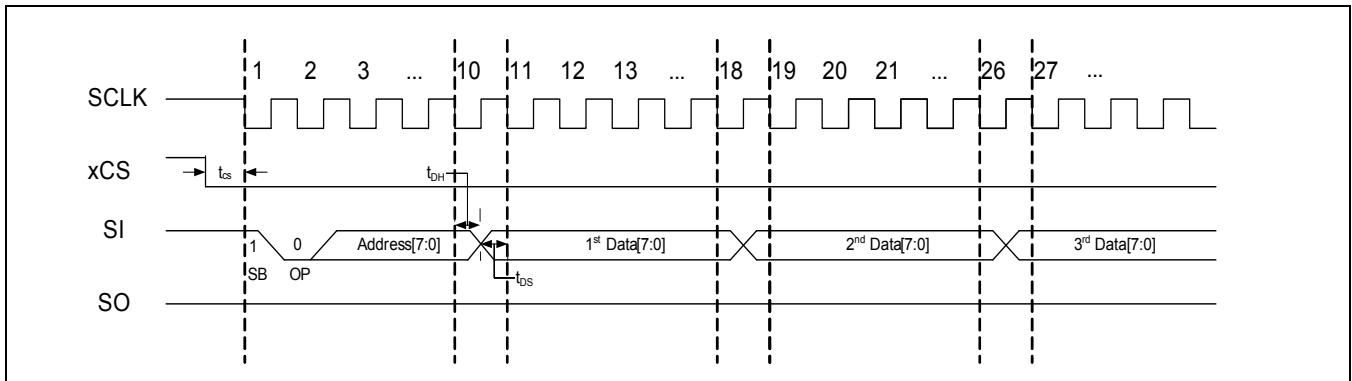 1 2 3 ... 10 11 12 13 ... 18 19 20 21 ... 26 27 ...
SCLK
xCS
tcs
tDH
SI
1 0 Address[7:0] 1st Data[7:0] 2nd Data[7:0] 3rd Data[7:0]
SB OP
tDS
SO